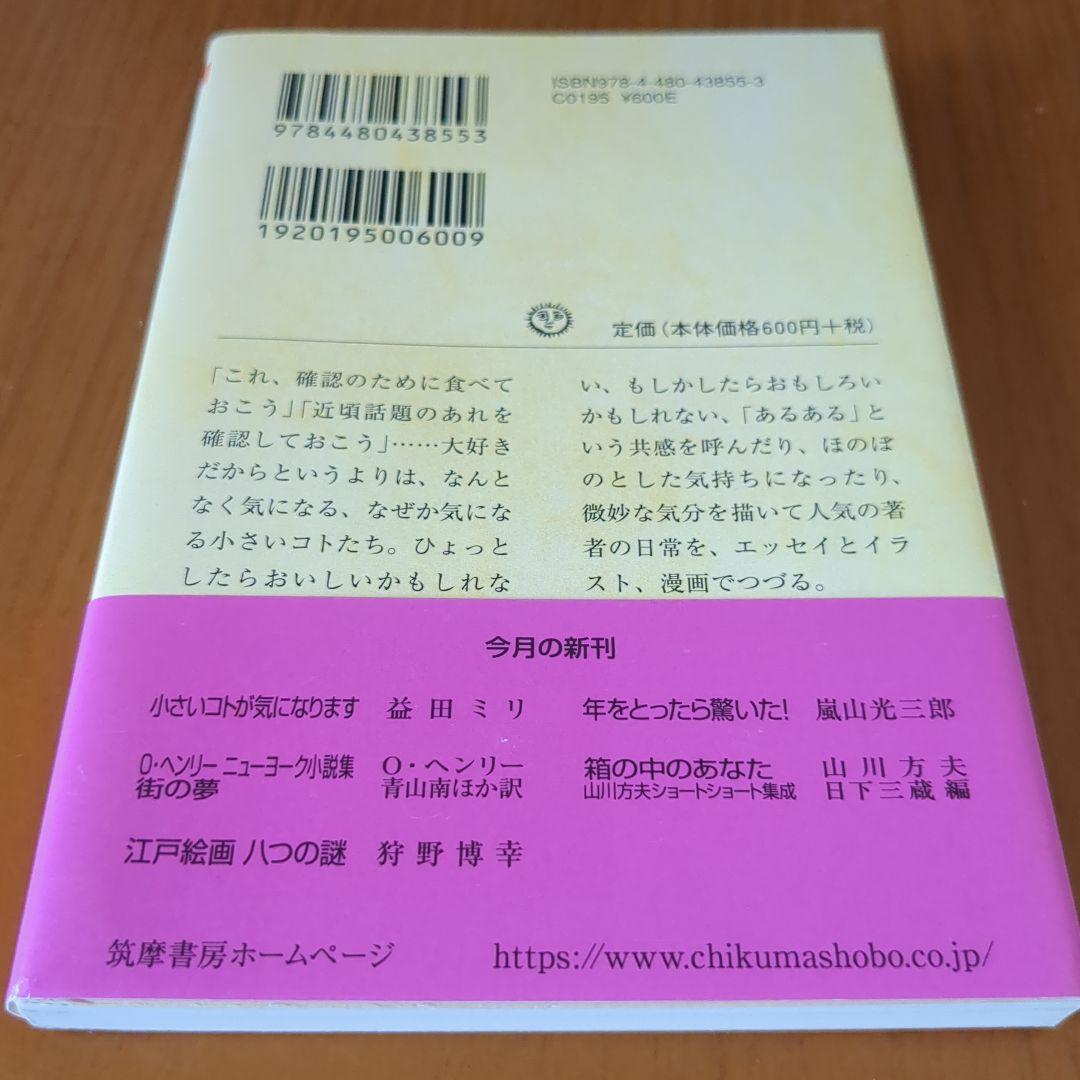 9784480438553
ISBN978-4-480-43855-3
C0195 ¥600E
1920195006009
定価(本体価格600円+税)
「これ、確認のために食べて
おこう」「近頃話題のあれを
確認しておこう」……大好き
だからというよりは、なんと
なく気になる、なぜか気にな
る小さいコトたち。ひょっと
したらおいしいかもしれな
い、もしかしたらおもしろい
かもしれない、「あるある」と
いう共感を呼んだり、ほのぼ
のとした気持ちになったり、
微妙な気分を描いて人気の著
者の日常を、エッセイとイラ
スト、漫画でつづる。
今月の新刊
小さいコトが気になります 益田ミリ
O・ヘンリー ニューヨーク小説集
街の夢
O・ヘンリー
青山南ほか訳
江戸絵画 八つの謎 狩野博幸
年をとったら驚いた! 嵐山光三郎
箱の中のあなた
山川方夫ショートショート集成
山川方夫
日下三蔵編
筑摩書房ホームページ https://www.chikumashobo.co.jp/